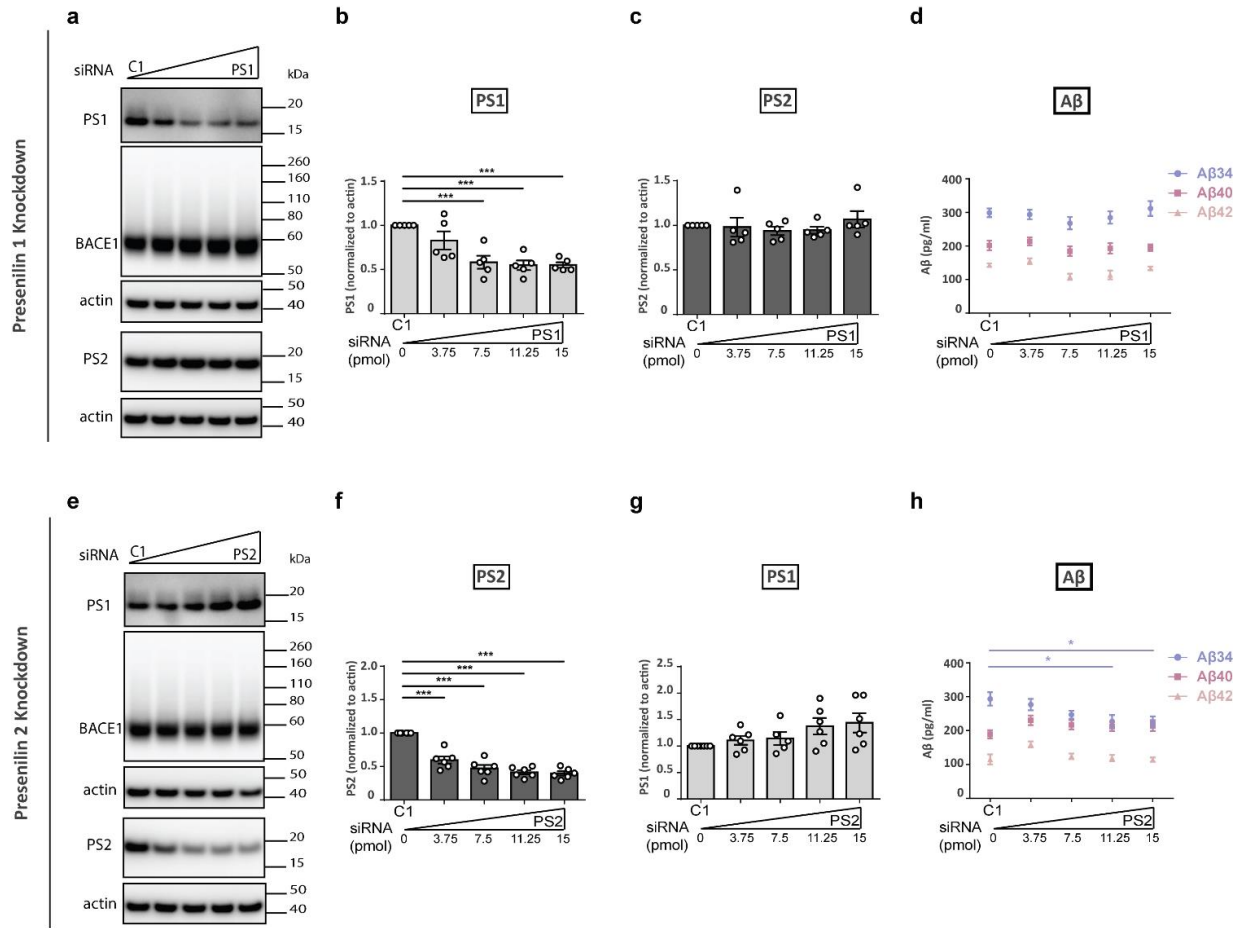 a
b
c
d
Presenilin 1 Knockdown
siRNA C1 PS1 kDa
PS1
20
15
BACE1
260
160
110
80
60
50
actin
50
40
PS2
20
15
actin
50
40
PS1
***
***
***
PS1 (normalized to actin)
1.5
1.0
0.5
0
C1
siRNA PS1
(pmol) 0 3.75 7.5 11.25 15
PS2
PS2 (normalized to actin)
1.5
1.0
0.5
0
C1
siRNA PS1
(pmol) 0 3.75 7.5 11.25 15
Aβ
Aβ (pg/ml)
400
300
200
100
Aβ34
Aβ40
Aβ42
C1
siRNA PS1
(pmol) 0 3.75 7.5 11.25 15
e
f
g
h
Presenilin 2 Knockdown
siRNA C1 PS2 kDa
PS1
20
15
BACE1
260
160
110
80
60
50
actin
50
40
PS2
20
15
actin
50
40
PS2
***
***
***
***
PS2 (normalized to actin)
2.0
1.5
1.0
0.5
0
C1
siRNA PS2
(pmol) 0 3.75 7.5 11.25 15
PS1
PS1 (normalized to actin)
2.5
2.0
1.5
1.0
0.5
0
C1
siRNA PS2
(pmol) 0 3.75 7.5 11.25 15
Aβ
*
*
Aβ (pg/ml)
400
300
200
100
0
Aβ34
Aβ40
Aβ42
C1
siRNA PS2
(pmol) 0 3.75 7.5 11.25 15